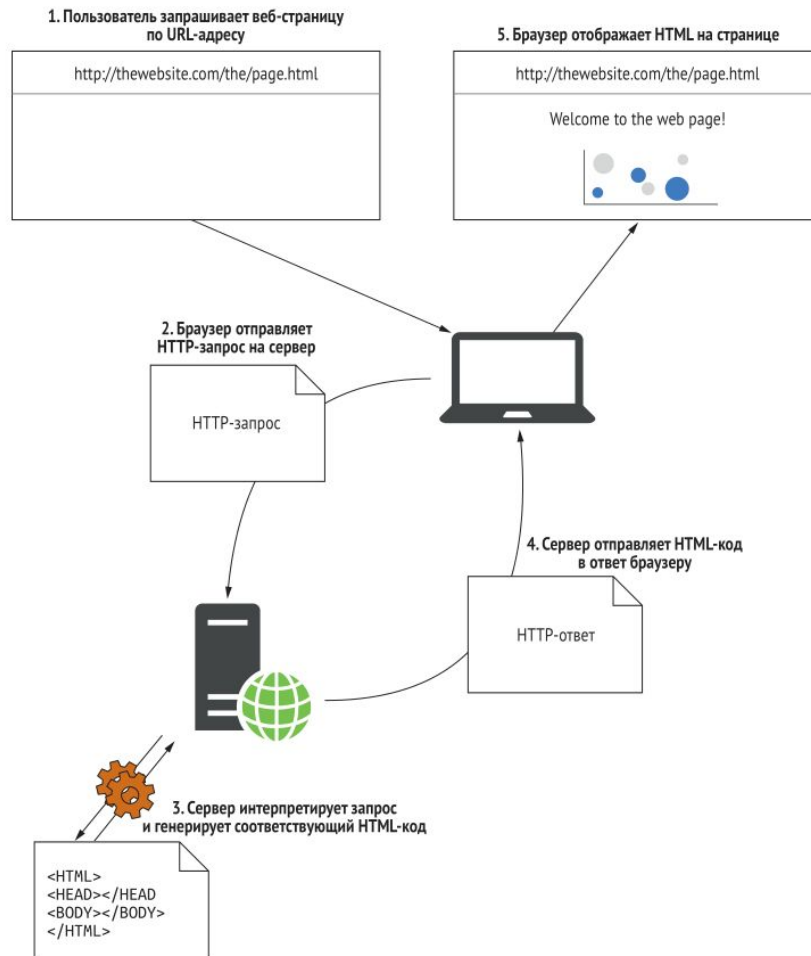 1. Пользователь запрашивает веб-страницу
по URL-адресу
http://thewebsite.com/the/page.html
5. Браузер отображает HTML на странице
http://thewebsite.com/the/page.html
Welcome to the web page!
2. Браузер отправляет
HTTP-запрос на сервер
HTTP-запрос
4. Сервер отправляет HTML-код
в ответ браузеру
HTTP-ответ
3. Сервер интерпретирует запрос
и генерирует соответствующий HTML-код
<HTML>
<HEAD></HEAD
<BODY></BODY>
</HTML>